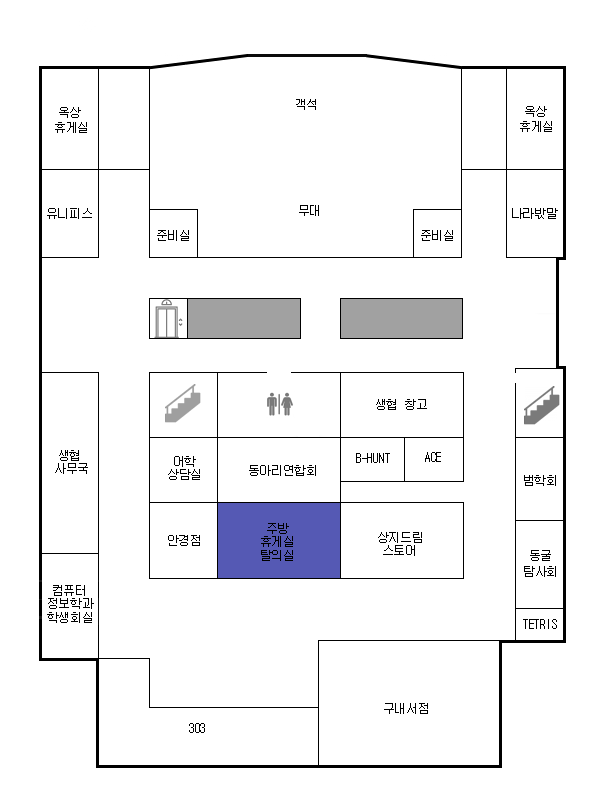 객석
옥상
휴게실
옥상
휴게실
유니피스
무대
나라밖말
준비실
준비실
생협 창고
생협
사무국
어학
상담실
동아리연합회
B-HUNT
ACE
범학회
안경점
주방
휴게실
탈의실
상지드림
스토어
동굴
탐사회
컴퓨터
정보학과
학생회실
TETRIS
303
구내서점